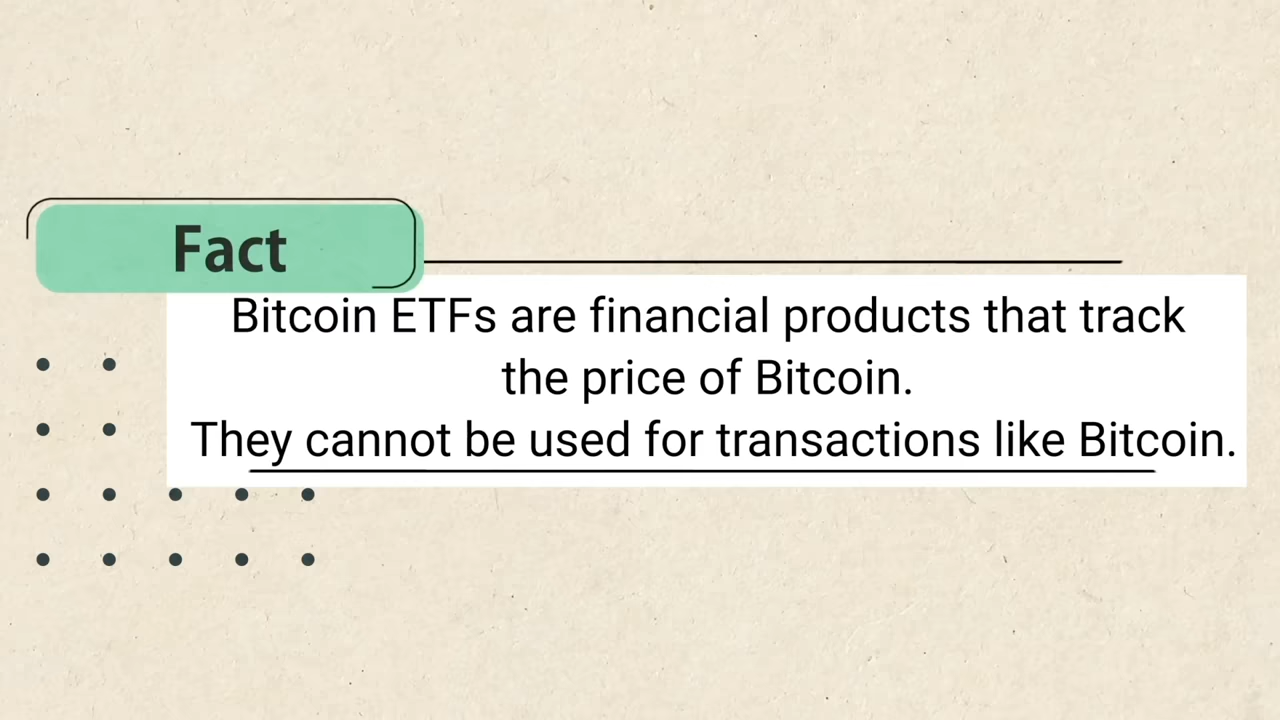 Fact
Bitcoin ETFs are financial products that track
the price of Bitcoin.
They cannot be used for transactions like Bitcoin.